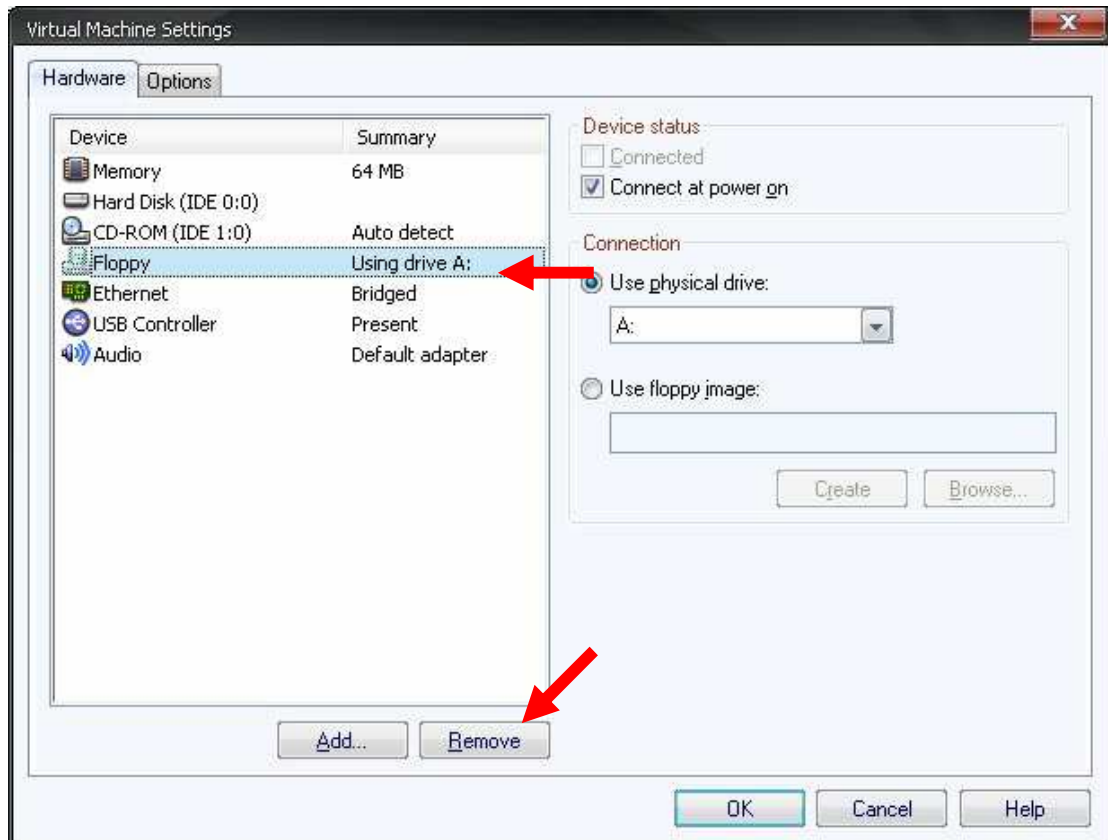 Virtual Machine Settings
Hardware
Options
Device Summary
Memory 64 MB
Hard Disk (IDE 0:0)
CD-ROM (IDE 1:0) Auto detect
Floppy Using drive A:
Ethernet Bridged
USB Controller Present
Audio Default adapter
Add...
Remove
Device status
Connected
Connect at power on
Connection
Use physical drive:
A:
Use floppy image:
Create
Browse...
OK
Cancel
Help